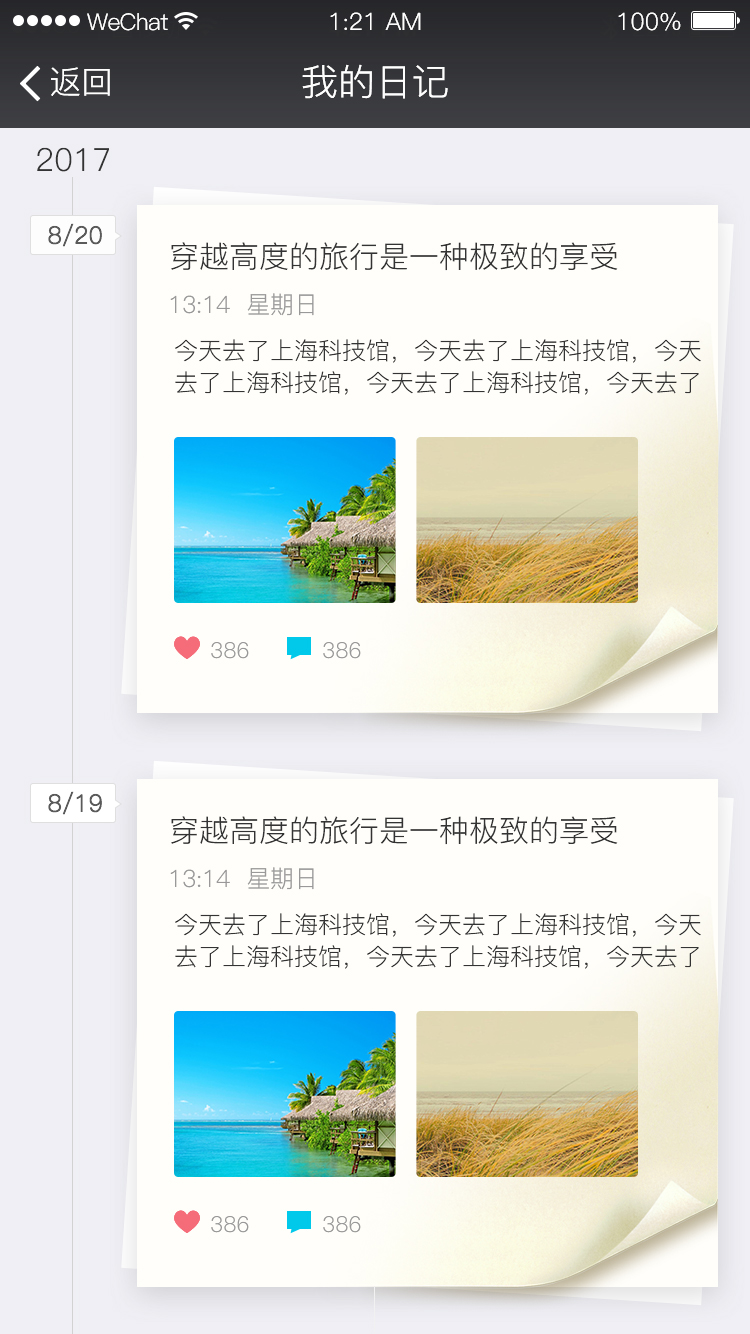 WeChat 1:21 AM 100%
返回 我的日记
2017
8/20
穿越高度的旅行是一种极致的享受
13:14 星期日
今天去了上海科技馆，今天去了上海科技馆，今天
去了上海科技馆，今天去了上海科技馆，今天去了
386 386
8/19
穿越高度的旅行是一种极致的享受
13:14 星期日
今天去了上海科技馆，今天去了上海科技馆，今天
去了上海科技馆，今天去了上海科技馆，今天去了
386 386